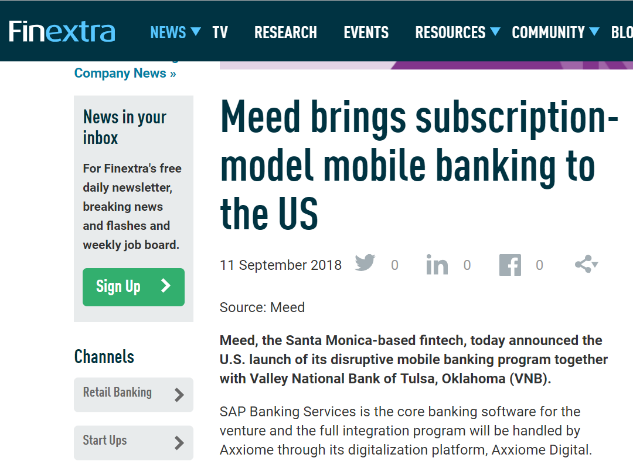 Finextra
NEWS TV RESEARCH EVENTS RESOURCES COMMUNITY BLO
Company News »
News in your
inbox
For Finextra's free
daily newsletter,
breaking news
and flashes and
weekly job board.
Sign Up
Channels
Retail Banking
Start Ups
Meed brings subscription-
model mobile banking to
the US
11 September 2018 0 0 0
Source: Meed
Meed, the Santa Monica-based fintech, today announced the
U.S. launch of its disruptive mobile banking program together
with Valley National Bank of Tulsa, Oklahoma (VNB).
SAP Banking Services is the core banking software for the
venture and the full integration program will be handled by
Axxiome through its digitalization platform, Axxiome Digital.